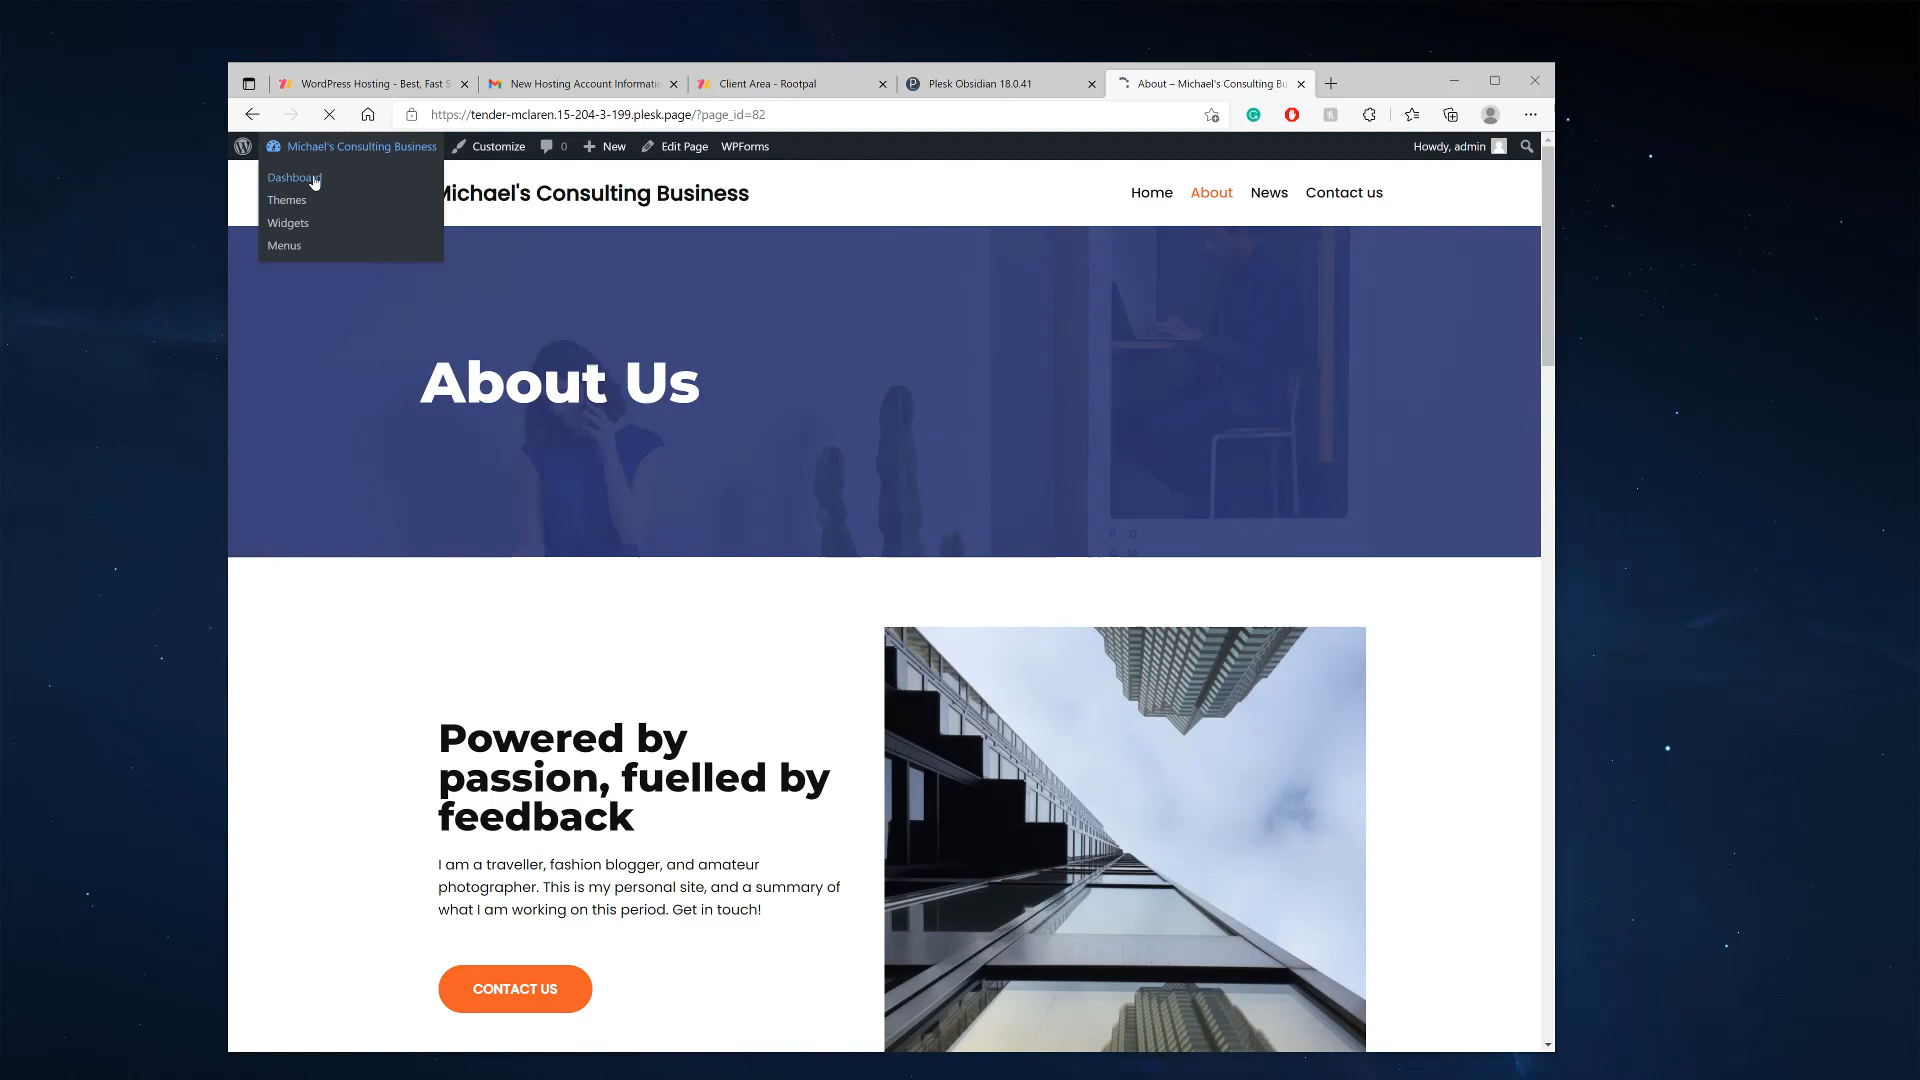 WordPress Hosting - Best, Fast S
New Hosting Account Informatio
Client Area - Rootpal
Plesk Obsidian 18.0.41
About – Michael's Consulting Bu
https://tender-mclaren.15-204-3-199.plesk.page/?page_id=82
Michael's Consulting Business
Customize
0
New
Edit Page
WPForms
Howdy, admin
Dashboard
Themes
Widgets
Menus
Michael's Consulting Business
Home
About
News
Contact us
About Us
R O
O M
Powered by
passion, fuelled by
feedback
I am a traveller, fashion blogger, and amateur
photographer. This is my personal site, and a summary of
what I am working on this period. Get in touch!
CONTACT US